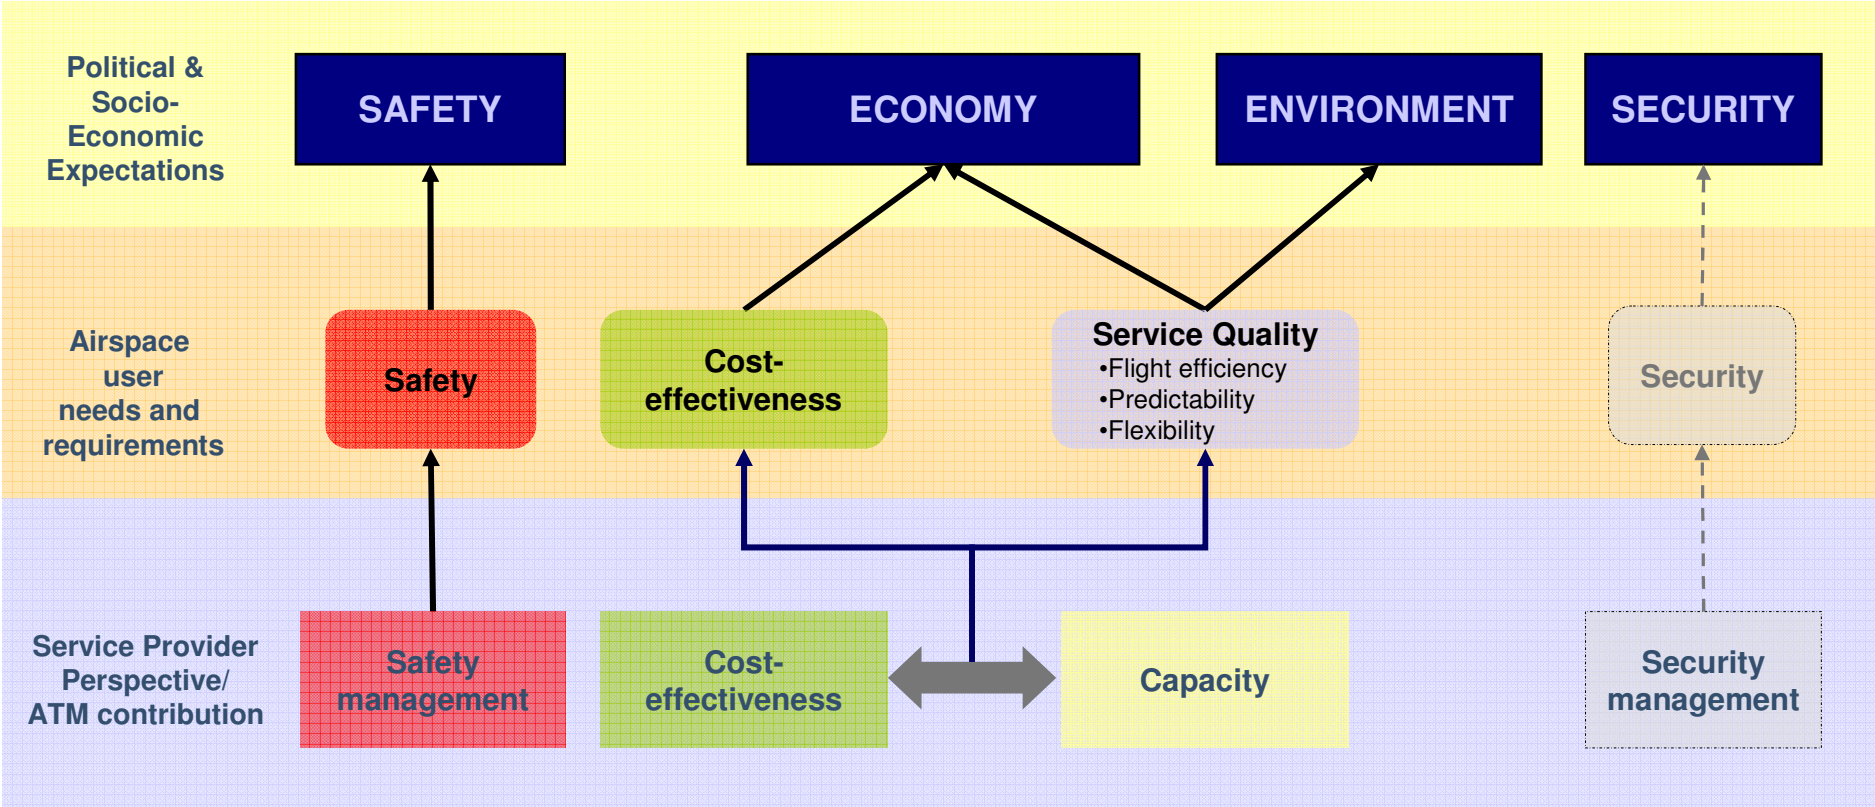 Political &
Socio-
Economic
Expectations
SAFETY
ECONOMY
ENVIRONMENT
SECURITY
Airspace
user
needs and
requirements
Safety
Cost-
effectiveness
Service Quality
•Flight efficiency
•Predictability
•Flexibility
Security
Service Provider
Perspective/
ATM contribution
Safety
management
Cost-
effectiveness
Capacity
Security
management